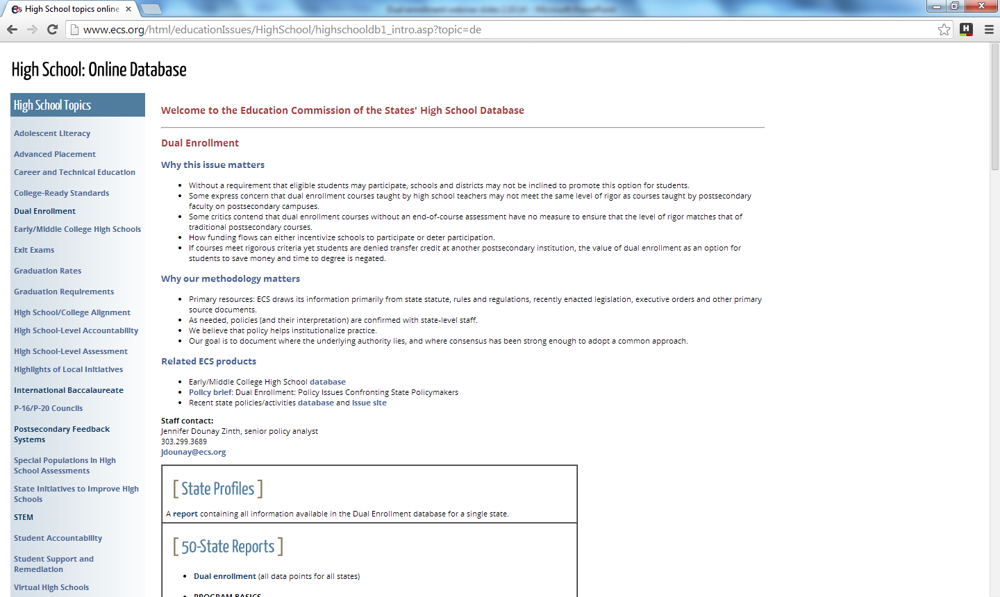 High School topics online
Dual enrollment webinar slides 22014 - Microsoft PowerPoint
www.ecs.org/html/educationIssues/HighSchool/highschooldb1_intro.asp?topic=de
H
High School: Online Database
High School Topics
Adolescent Literacy
Advanced Placement
Career and Technical Education
College-Ready Standards
Dual Enrollment
Early/Middle College High Schools
Exit Exams
Graduation Rates
Graduation Requirements
High School/College Alignment
High School-Level Accountability
High School-Level Assessment
Highlights of Local Initiatives
International Baccalaureate
P-16/P-20 Councils
Postsecondary Feedback
Systems
Special Populations in High
School Assessments
State Initiatives to Improve High
Schools
STEM
Student Accountability
Student Support and
Remediation
Virtual High Schools
Welcome to the Education Commission of the States' High School Database
Dual Enrollment
Why this issue matters
• Without a requirement that eligible students may participate, schools and districts may not be inclined to promote this option for students.
• Some express concern that dual enrollment courses taught by high school teachers may not meet the same level of rigor as courses taught by postsecondary
faculty on postsecondary campuses.
• Some critics contend that dual enrollment courses without an end-of-course assessment have no measure to ensure that the level of rigor matches that of
traditional postsecondary courses.
• How funding flows can either incentivize schools to participate or deter participation.
• If courses meet rigorous criteria yet students are denied transfer credit at another postsecondary institution, the value of dual enrollment as an option for
students to save money and time to degree is negated.
Why our methodology matters
• Primary resources: ECS draws its information primarily from state statute, rules and regulations, recently enacted legislation, executive orders and other primary
source documents.
• As needed, policies (and their interpretation) are confirmed with state-level staff.
• We believe that policy helps institutionalize practice.
• Our goal is to document where the underlying authority lies, and where consensus has been strong enough to adopt a common approach.
Related ECS products
• Early/Middle College High School database
• Policy brief: Dual Enrollment: Policy Issues Confronting State Policymakers
• Recent state policies/activities database and issue site
Staff contact:
Jennifer Dounay Zinth, senior policy analyst
303.299.3689
jdounay@ecs.org
[ State Profiles ]
A report containing all information available in the Dual Enrollment database for a single state.
[ 50-State Reports ]
• Dual enrollment (all data points for all states)
• PROGRAM BASICS